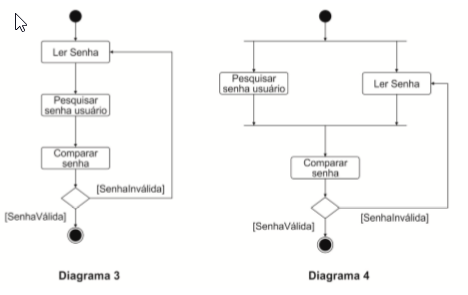 Ler Senha
Pesquisar
senha usuário
Comparar
senha
[SenhaInválida]
[SenhaVálida]
Diagrama 3
Pesquisar
senha usuário
Ler Senha
Comparar
senha
[SenhaInválida]
[SenhaVálida]
Diagrama 4